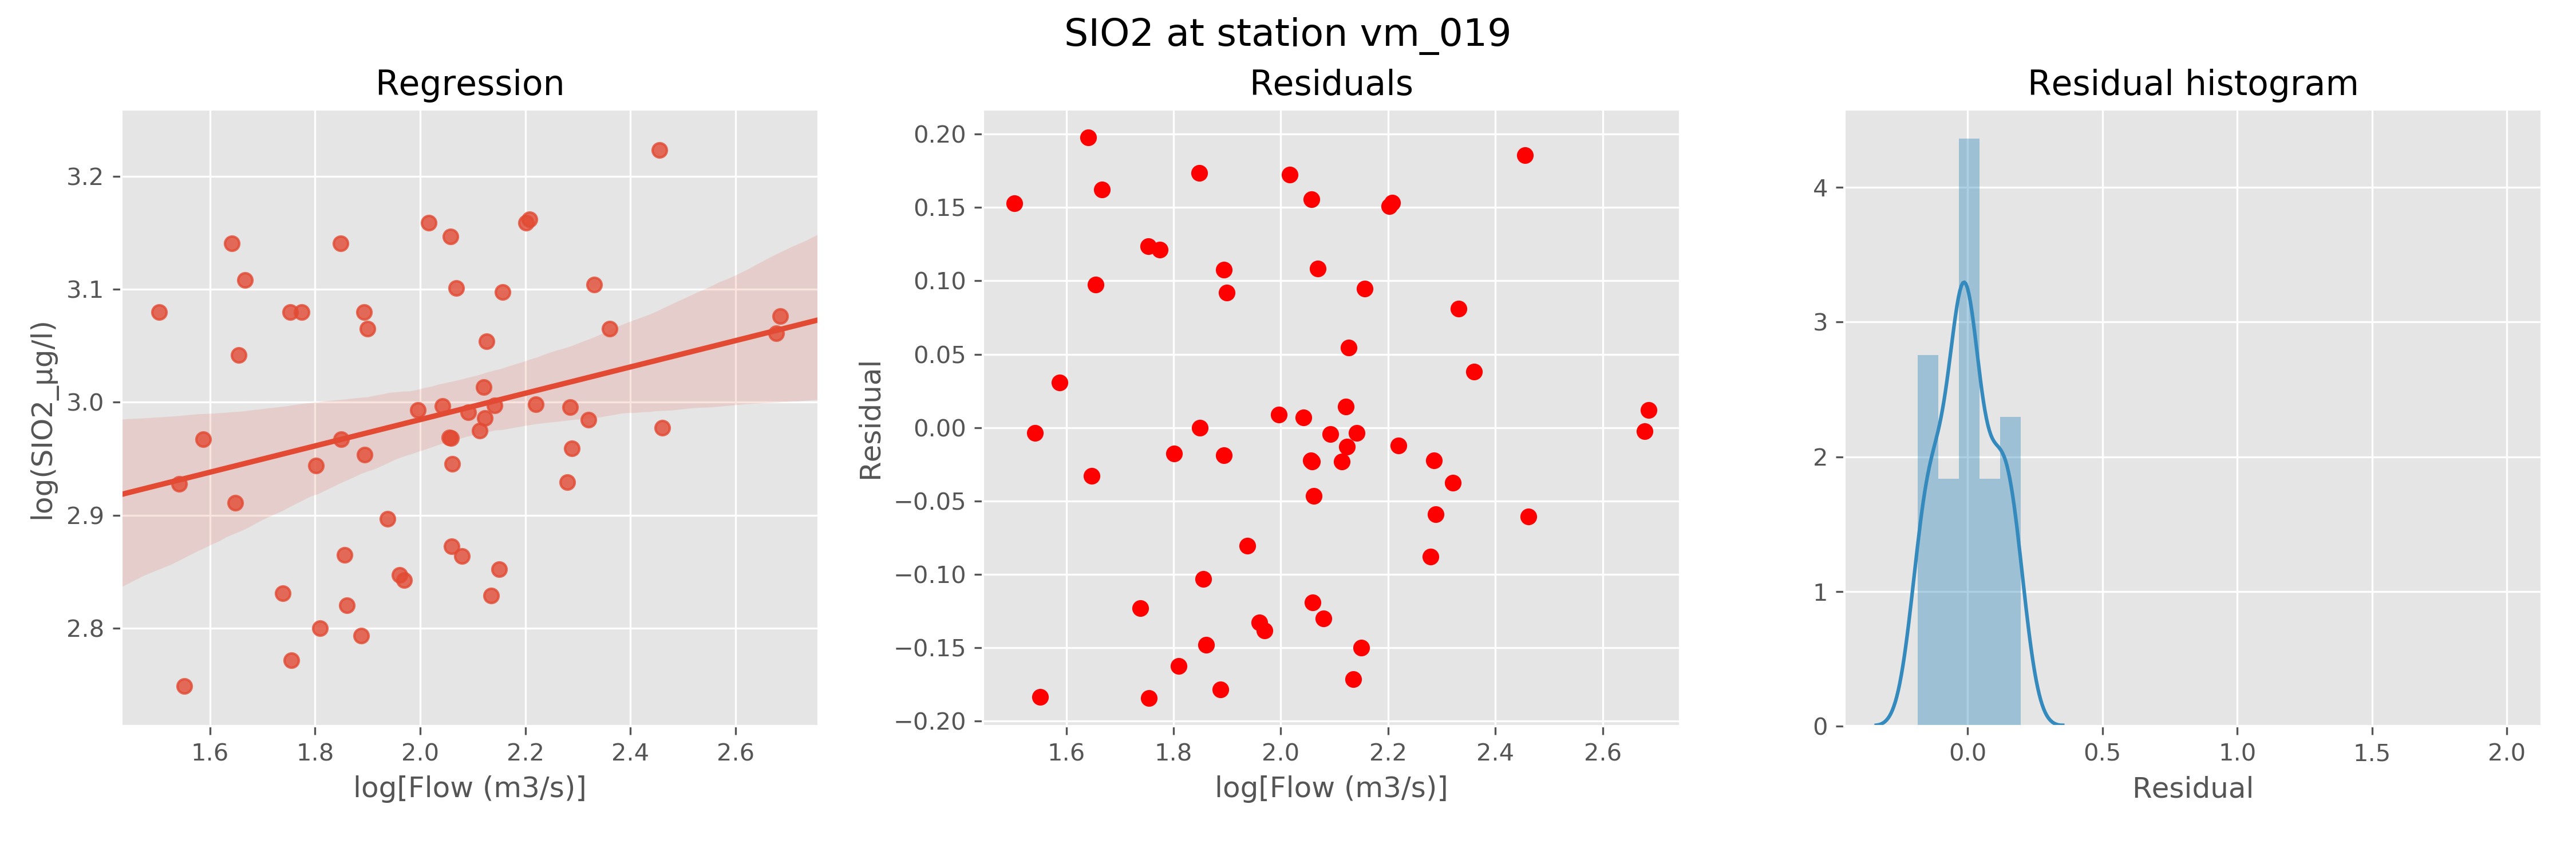 SIO2 at station vm_019
Regression
log(SIO2_µg/l)
3.2
3.1
3.0
2.9
2.8
1.6 1.8 2.0 2.2 2.4 2.6
log[Flow (m3/s)]
Residuals
Residual
0.20
0.15
0.10
0.05
0.00
−0.05
−0.10
−0.15
−0.20
1.6 1.8 2.0 2.2 2.4 2.6
log[Flow (m3/s)]
Residual histogram
4
3
2
1
0
0.0 0.5 1.0 1.5 2.0
Residual